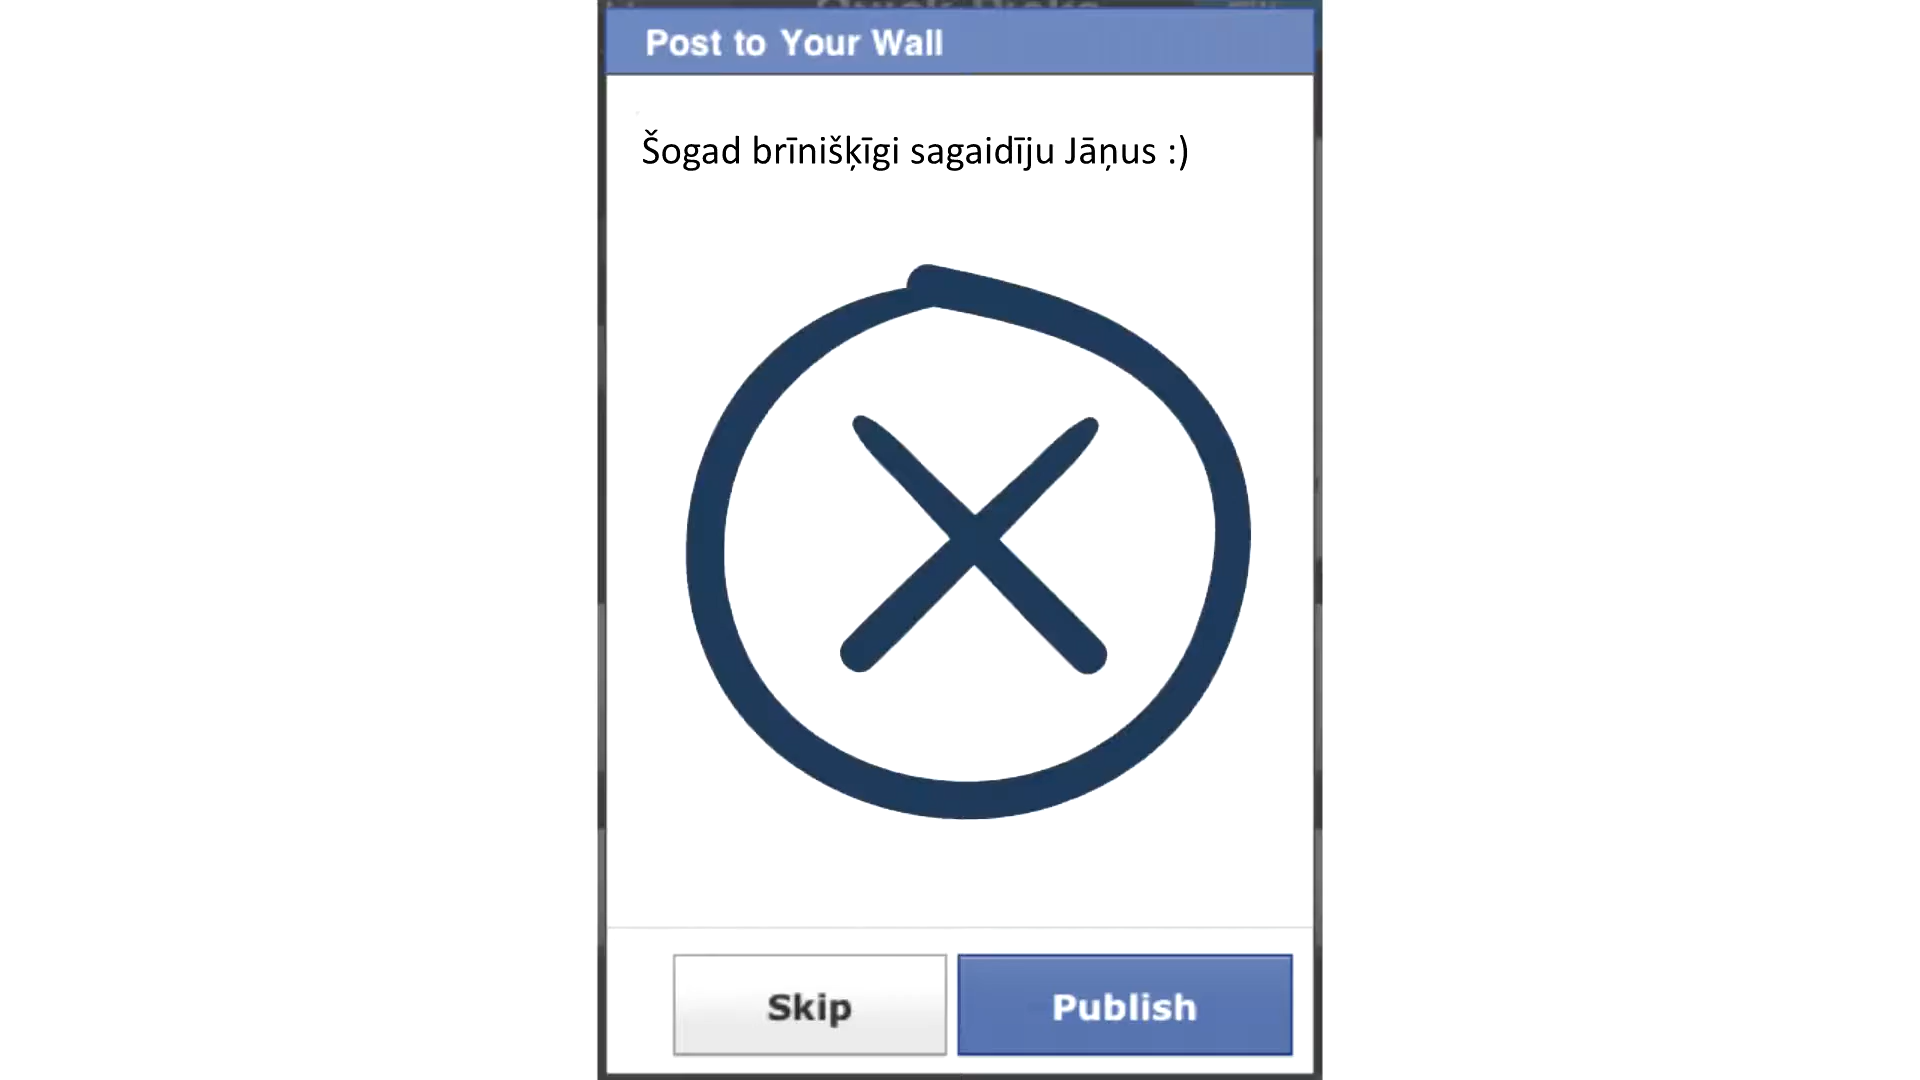 Post to Your Wall
Šogad brīnišķīgi sagaidīju Jāņus :)
Skip
Publish